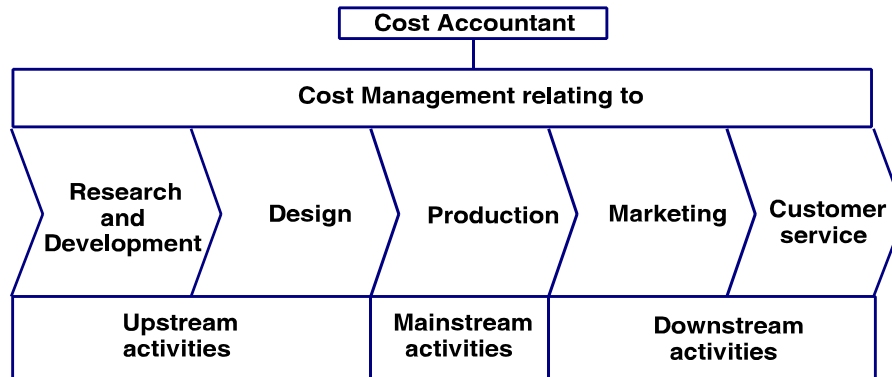 Cost Accountant
Cost Management relating to
Research
and
Development
Design
Production
Marketing
Customer
service
Upstream
activities
Mainstream
activities
Downstream
activities